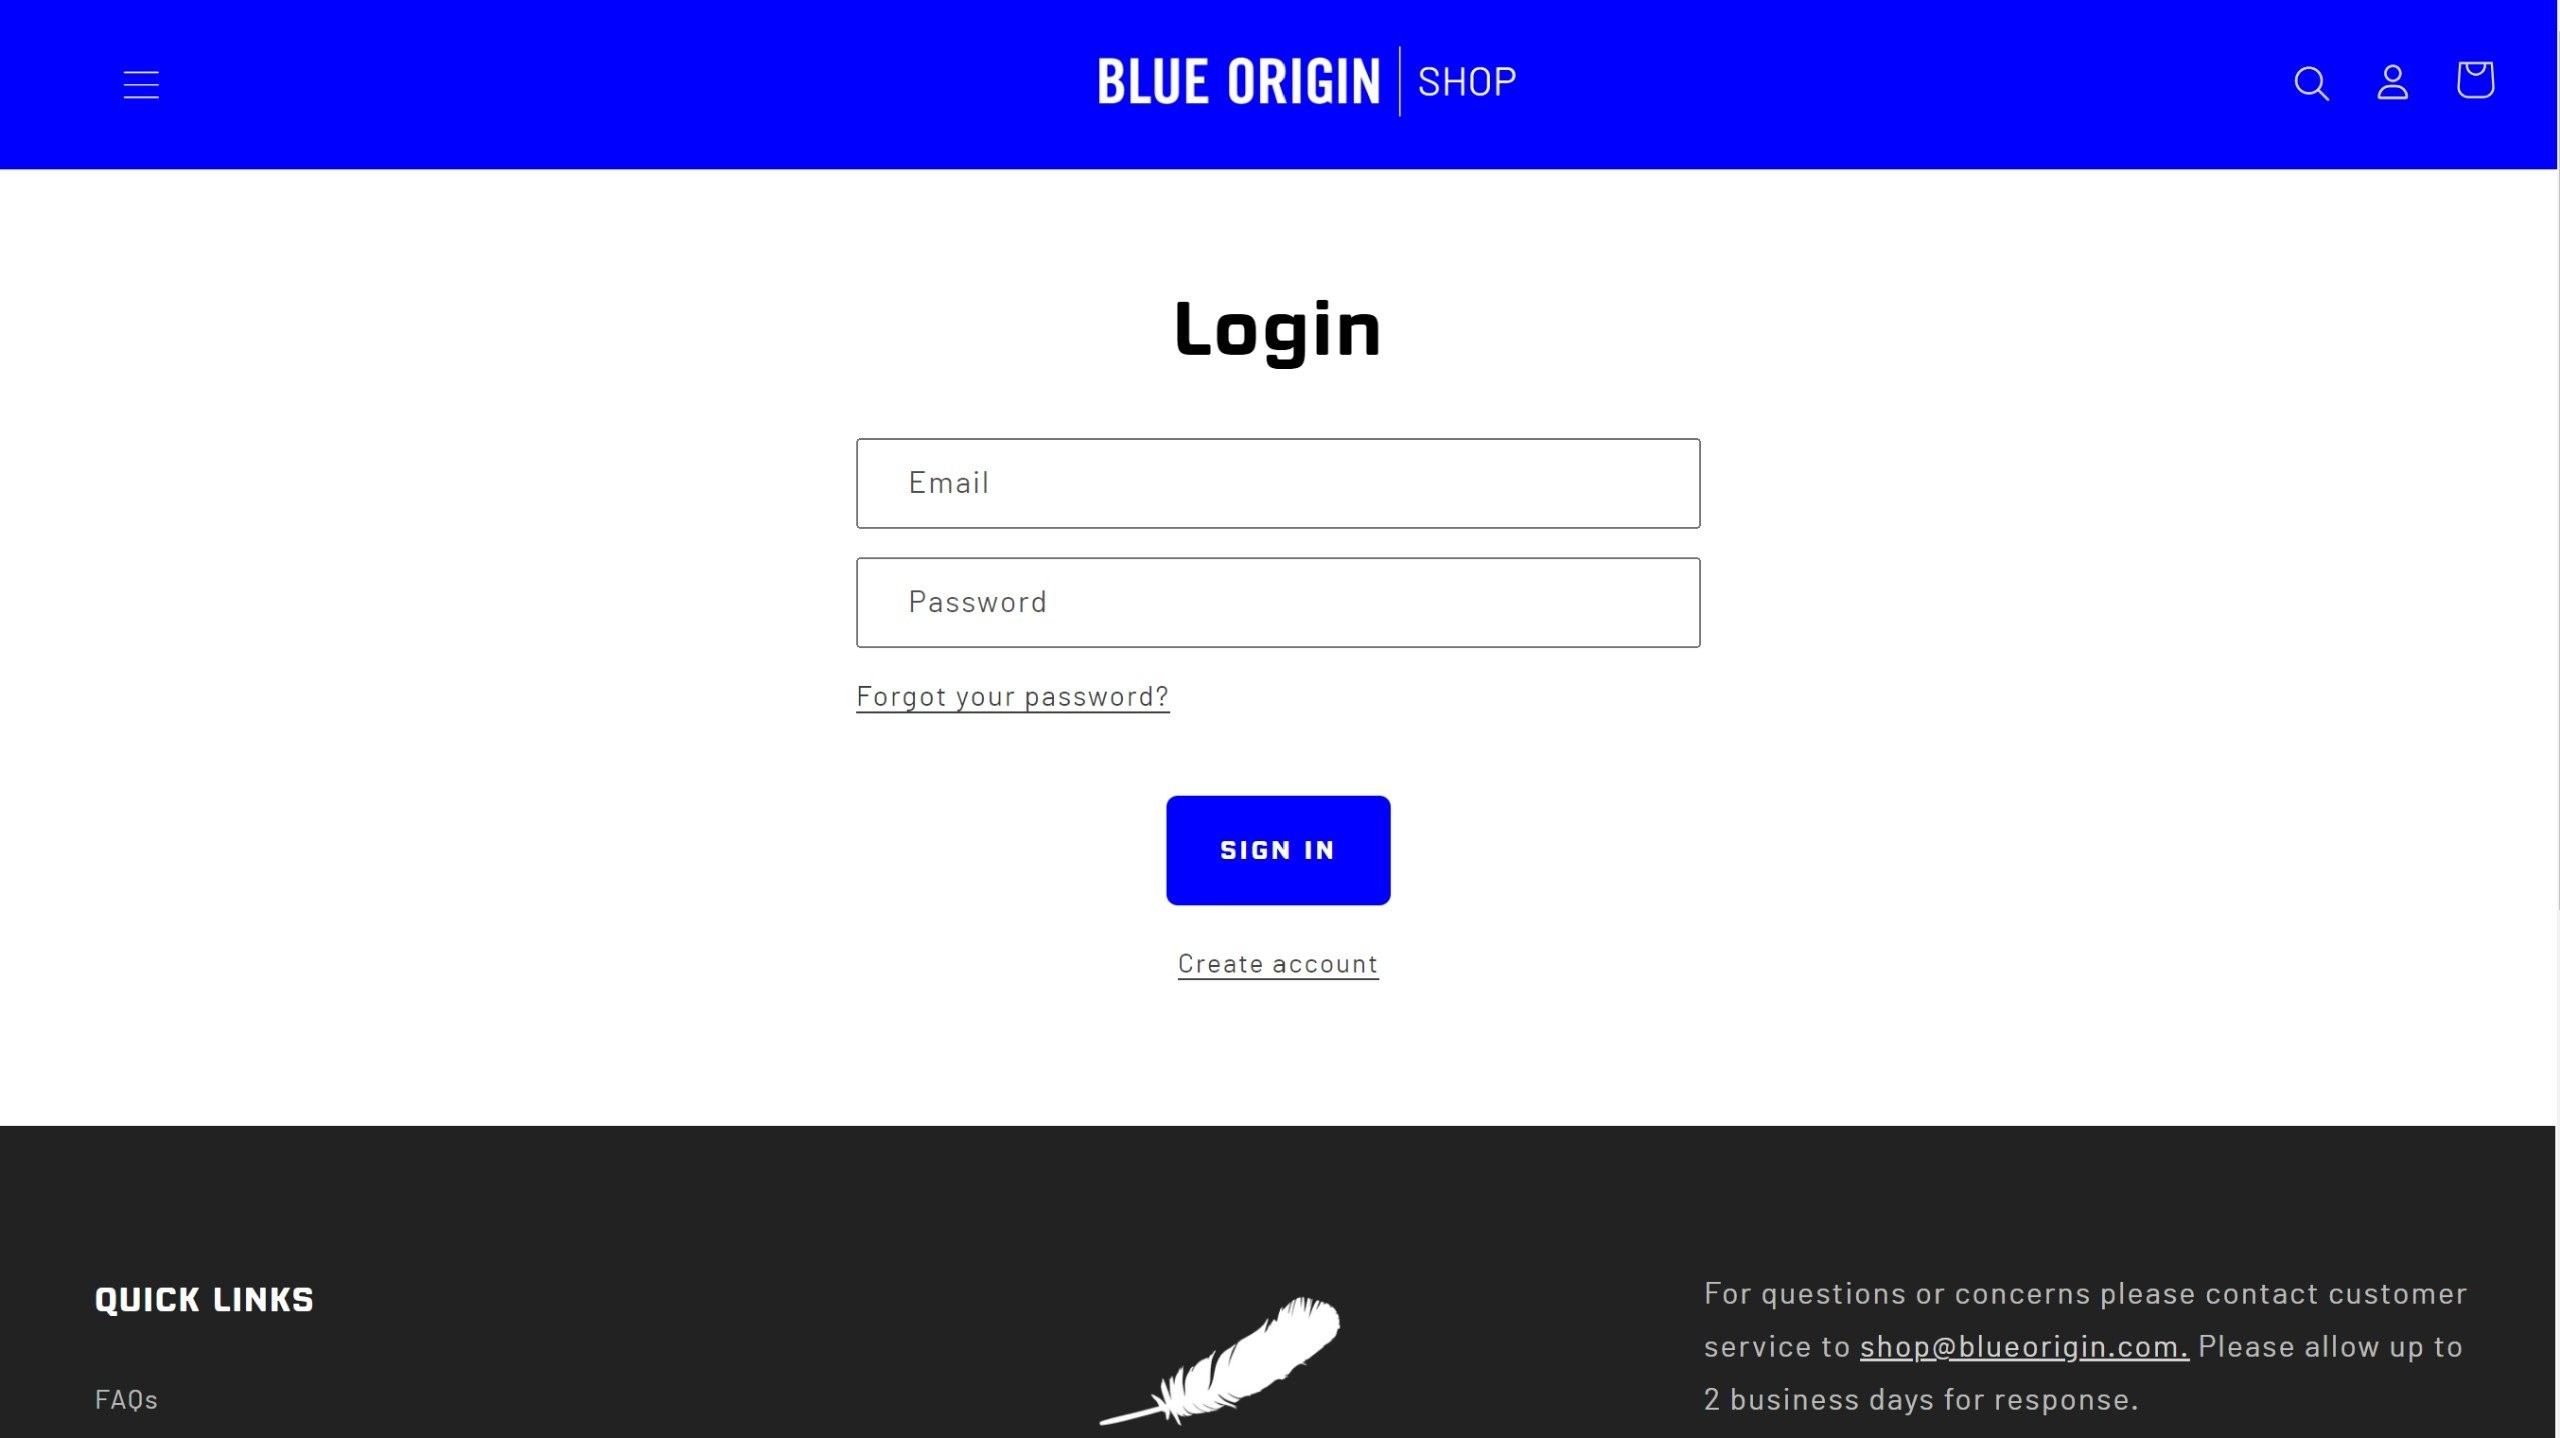 BLUE ORIGIN | SHOP
Login
Email
Password
Forgot your password?
SIGN IN
Create account
QUICK LINKS
FAQs
For questions or concerns please contact customer
service to shop@blueorigin.com. Please allow up to
2 business days for response.